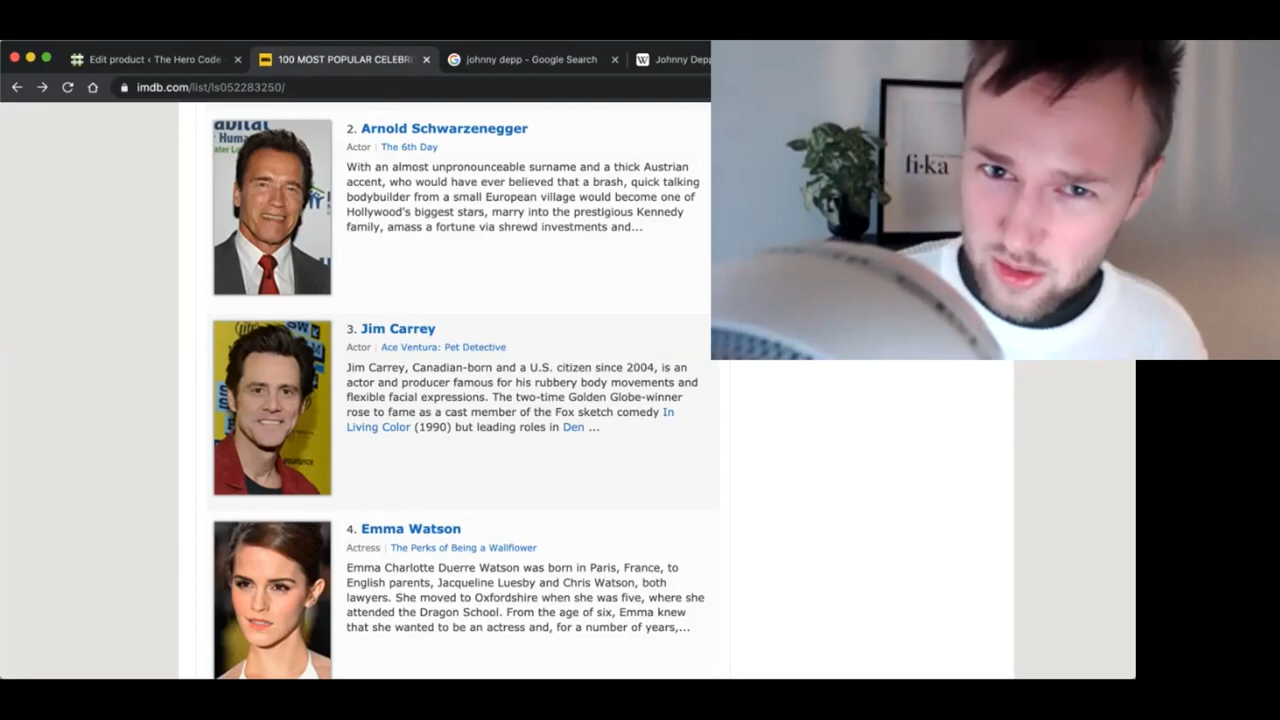 Edit product ‹ The Hero Code
100 MOST POPULAR CELEBRI
johnny depp - Google Search
W Johnny Depp
imdb.com/list/ls052283250/
2. Arnold Schwarzenegger
Actor | The 6th Day
With an almost unpronounceable surname and a thick Austrian
accent, who would have ever believed that a brash, quick talking
bodybuilder from a small European village would become one of
Hollywood's biggest stars, marry into the prestigious Kennedy
family, amass a fortune via shrewd investments and...
3. Jim Carrey
Actor | Ace Ventura: Pet Detective
Jim Carrey, Canadian-born and a U.S. citizen since 2004, is an
actor and producer famous for his rubbery body movements and
flexible facial expressions. The two-time Golden Globe-winner
rose to fame as a cast member of the Fox sketch comedy In
Living Color (1990) but leading roles in Den ...
4. Emma Watson
Actress | The Perks of Being a Wallflower
Emma Charlotte Duerre Watson was born in Paris, France, to
English parents, Jacqueline Luesby and Chris Watson, both
lawyers. She moved to Oxfordshire when she was five, where she
attended the Dragon School. From the age of six, Emma knew
that she wanted to be an actress and, for a number of years,...
fi·ka